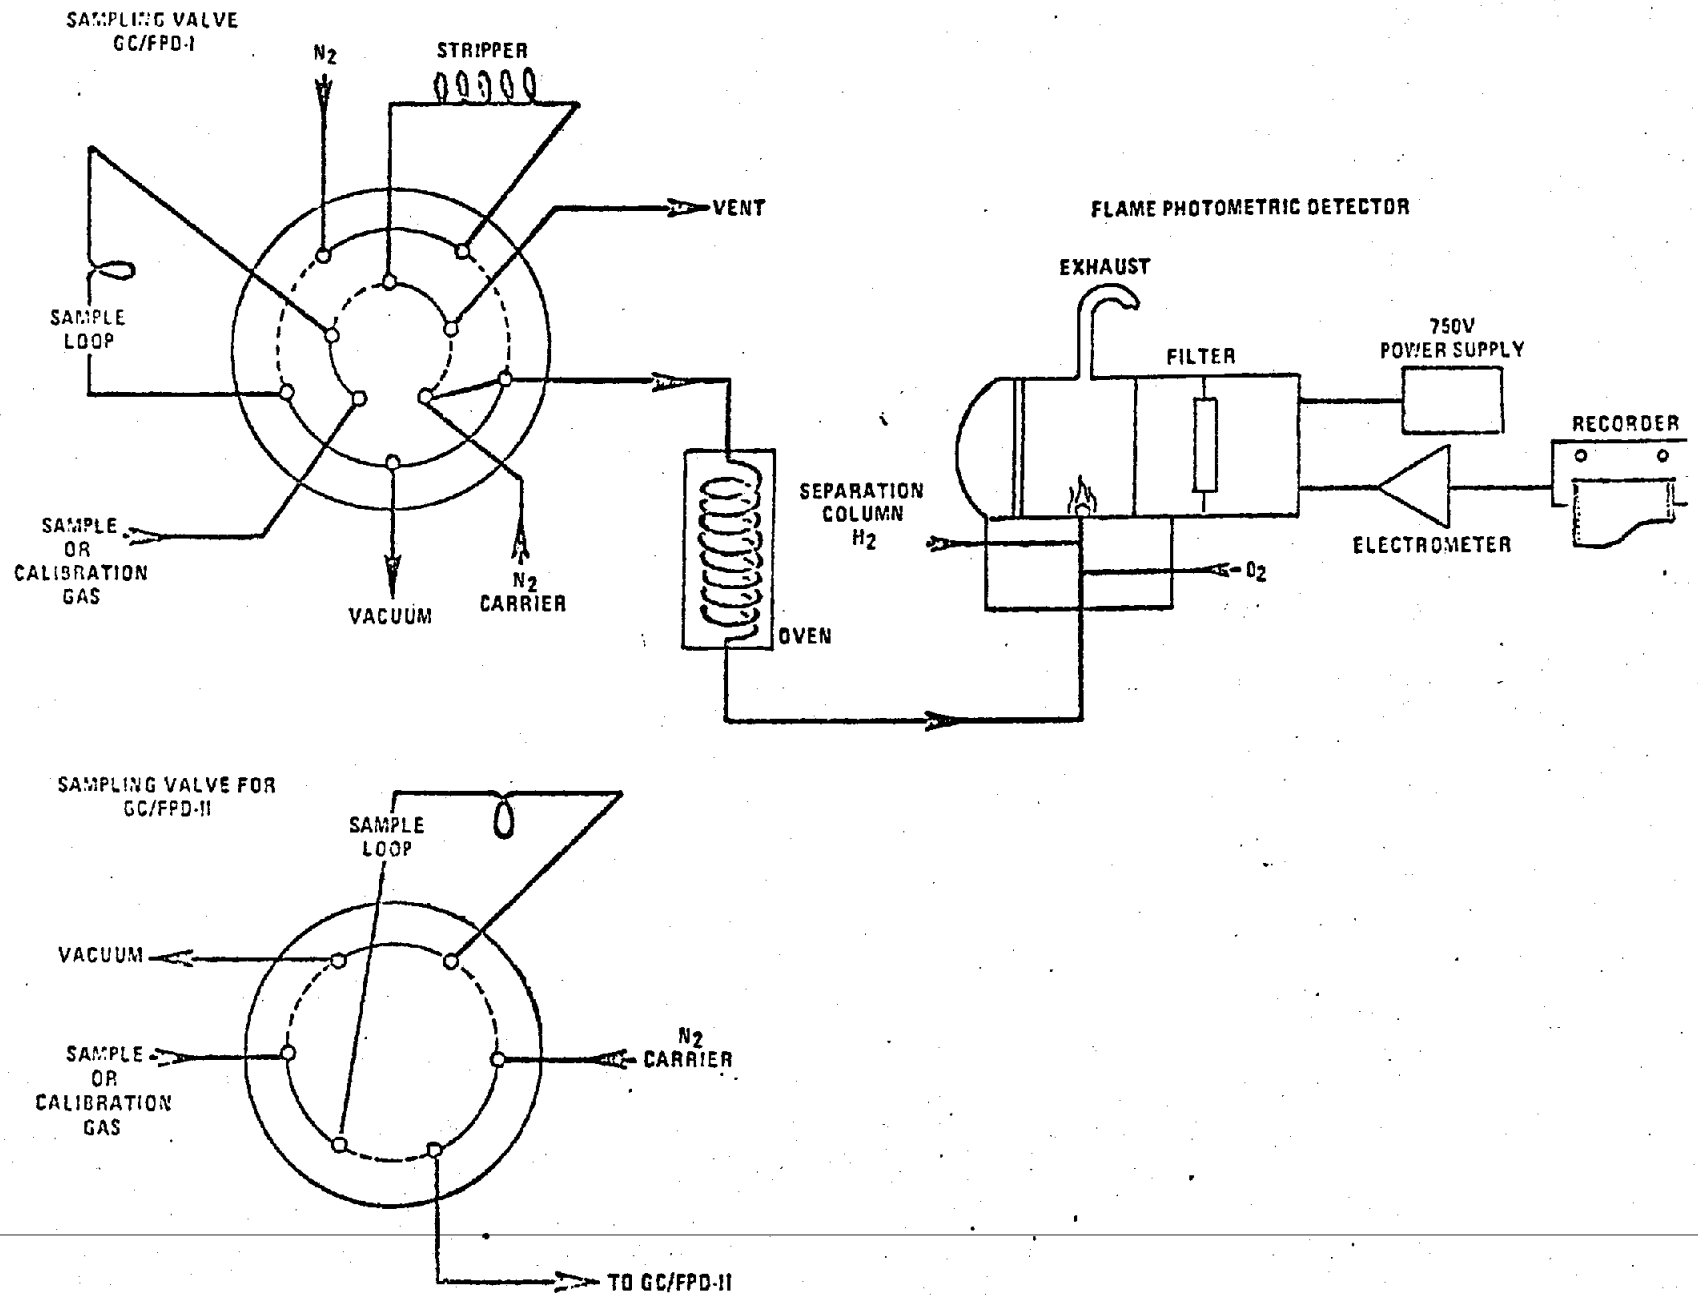 SAMPLING VALVE
GC/FPD-I
N2
STRIPPER
VENT
SAMPLE
LOOP
SAMPLE
OR
CALIBRATION
GAS
VACUUM
N2
CARRIER
OVEN
SEPARATION
COLUMN
H2
FLAME PHOTOMETRIC DETECTOR
EXHAUST
FILTER
750V
POWER SUPPLY
RECORDER
ELECTROMETER
O2
SAMPLING VALVE FOR
GC/FPD-II
SAMPLE
LOOP
VACUUM
SAMPLE
OR
CALIBRATION
GAS
N2
CARRIER
TO GC/FPD-II